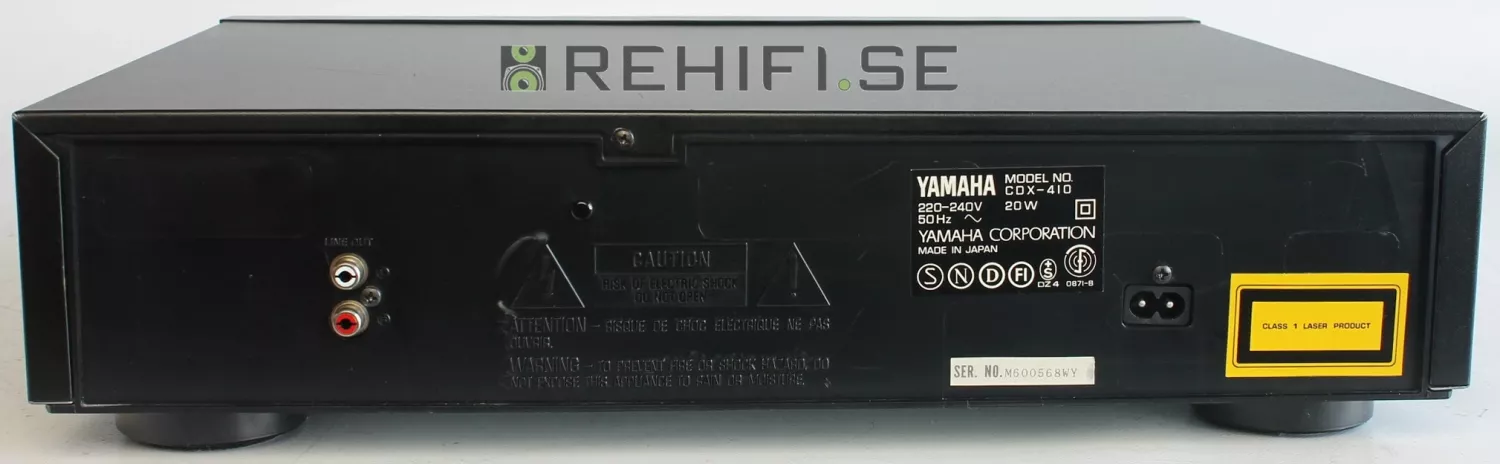 REHIFI.SE
YAMAHA MODEL NO.
CDX-410
220-240V 20W
50Hz ~
YAMAHA CORPORATION
MADE IN JAPAN
S N D FI S
DZ4 0871-8
LINE OUT
CAUTION
RISK OF ELECTRIC SHOCK
DO NOT OPEN
ATTENTION - RISQUE DE CHOC ELECTRIQUE NE PAS
OUVRIR.
WARNING - TO PREVENT FIRE OR SHOCK HAZARD, DO
NOT EXPOSE THIS APPLIANCE TO RAIN OR MOISTURE.
SER. NO. M600568WY
CLASS 1 LASER PRODUCT